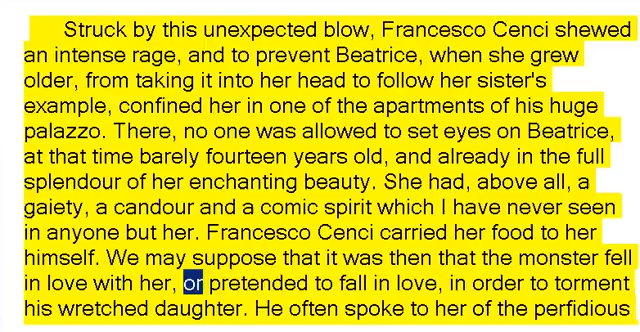 Struck by this unexpected blow, Francesco Cenci shewed
an intense rage, and to prevent Beatrice, when she grew
older, from taking it into her head to follow her sister's
example, confined her in one of the apartments of his huge
palazzo. There, no one was allowed to set eyes on Beatrice,
at that time barely fourteen years old, and already in the full
splendour of her enchanting beauty. She had, above all, a
gaiety, a candour and a comic spirit which I have never seen
in anyone but her. Francesco Cenci carried her food to her
himself. We may suppose that it was then that the monster fell
in love with her, or pretended to fall in love, in order to torment
his wretched daughter. He often spoke to her of the perfidious